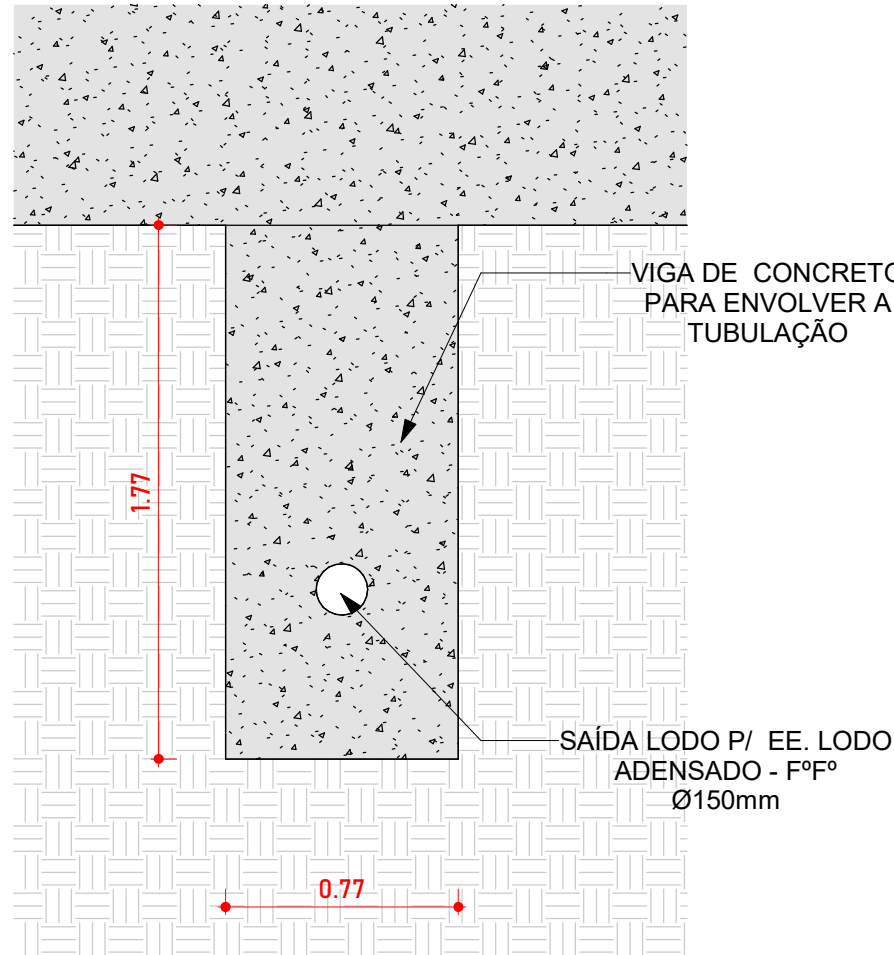 VIGA DE CONCRETO
PARA ENVOLVER A
TUBULAÇÃO
1.77
SAÍDA LODO P/ EE. LODO
ADENSADO - FºFº
Ø150mm
0.77